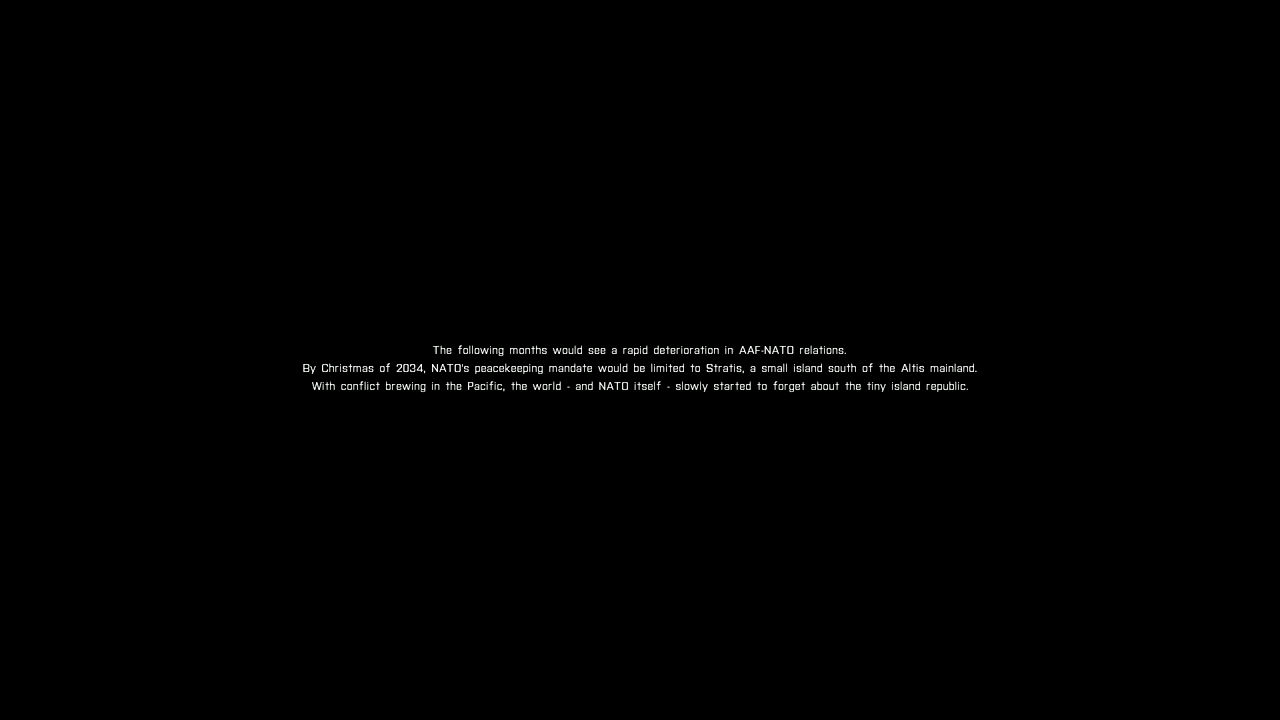 The following months would see a rapid deterioration in AAF-NATO relations.
By Christmas of 2034, NATO's peacekeeping mandate would be limited to Stratis, a small island south of the Altis mainland.
With conflict brewing in the Pacific, the world - and NATO itself - slowly started to forget about the tiny island republic.